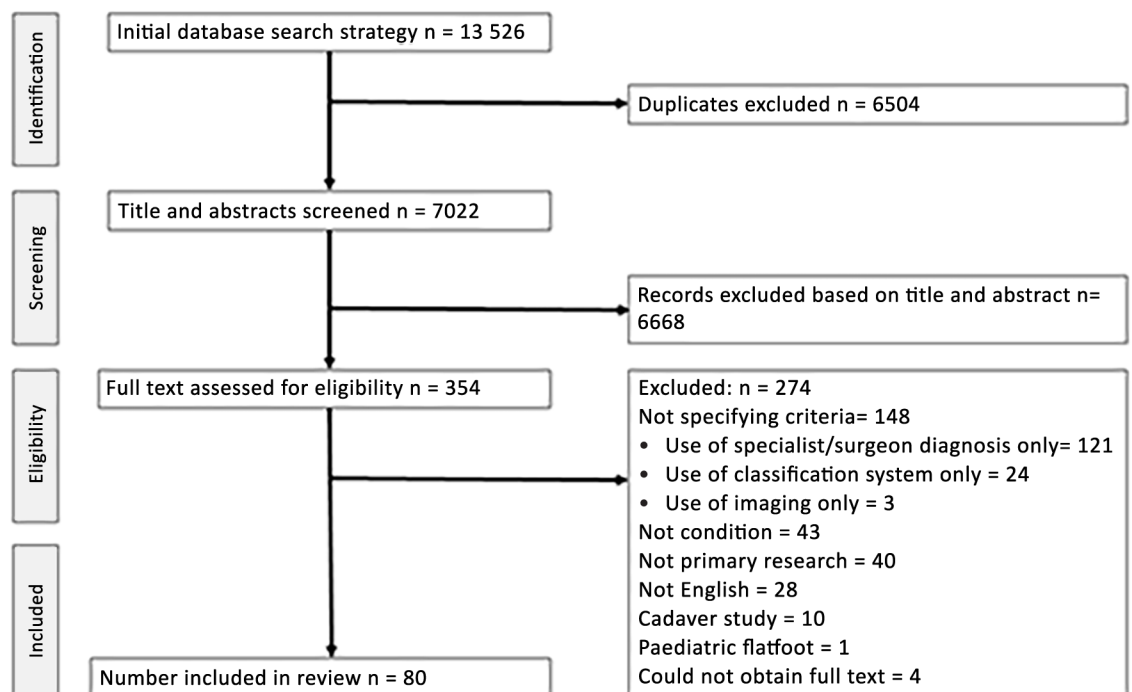 Identification
Initial database search strategy n = 13 526
Duplicates excluded n = 6504
Screening
Title and abstracts screened n = 7022
Records excluded based on title and abstract n=
6668
Eligibility
Full text assessed for eligibility n = 354
Excluded: n = 274
Not specifying criteria= 148
• Use of specialist/surgeon diagnosis only= 121
• Use of classification system only = 24
• Use of imaging only = 3
Not condition = 43
Not primary research = 40
Not English = 28
Cadaver study = 10
Paediatric flatfoot = 1
Could not obtain full text = 4
Included
Number included in review n = 80